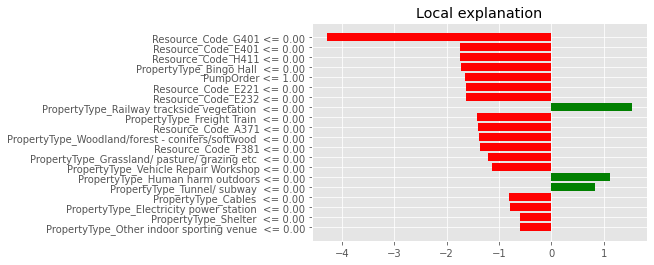 Local explanation
Resource_Code_G401 <= 0.00
Resource_Code_E401 <= 0.00
Resource_Code_H411 <= 0.00
PropertyType_Bingo Hall <= 0.00
PumpOrder <= 1.00
Resource_Code_E221 <= 0.00
Resource_Code_E232 <= 0.00
PropertyType_Railway trackside vegetation <= 0.00
PropertyType_Freight Train <= 0.00
Resource_Code_A371 <= 0.00
PropertyType_Woodland/forest - conifers/softwood <= 0.00
Resource_Code_F381 <= 0.00
PropertyType_Grassland/ pasture/ grazing etc <= 0.00
PropertyType_Vehicle Repair Workshop <= 0.00
PropertyType_Human harm outdoors <= 0.00
PropertyType_Tunnel/ subway <= 0.00
PropertyType_Cables <= 0.00
PropertyType_Electricity power station <= 0.00
PropertyType_Shelter <= 0.00
PropertyType_Other indoor sporting venue <= 0.00
−4 −3 −2 −1 0 1